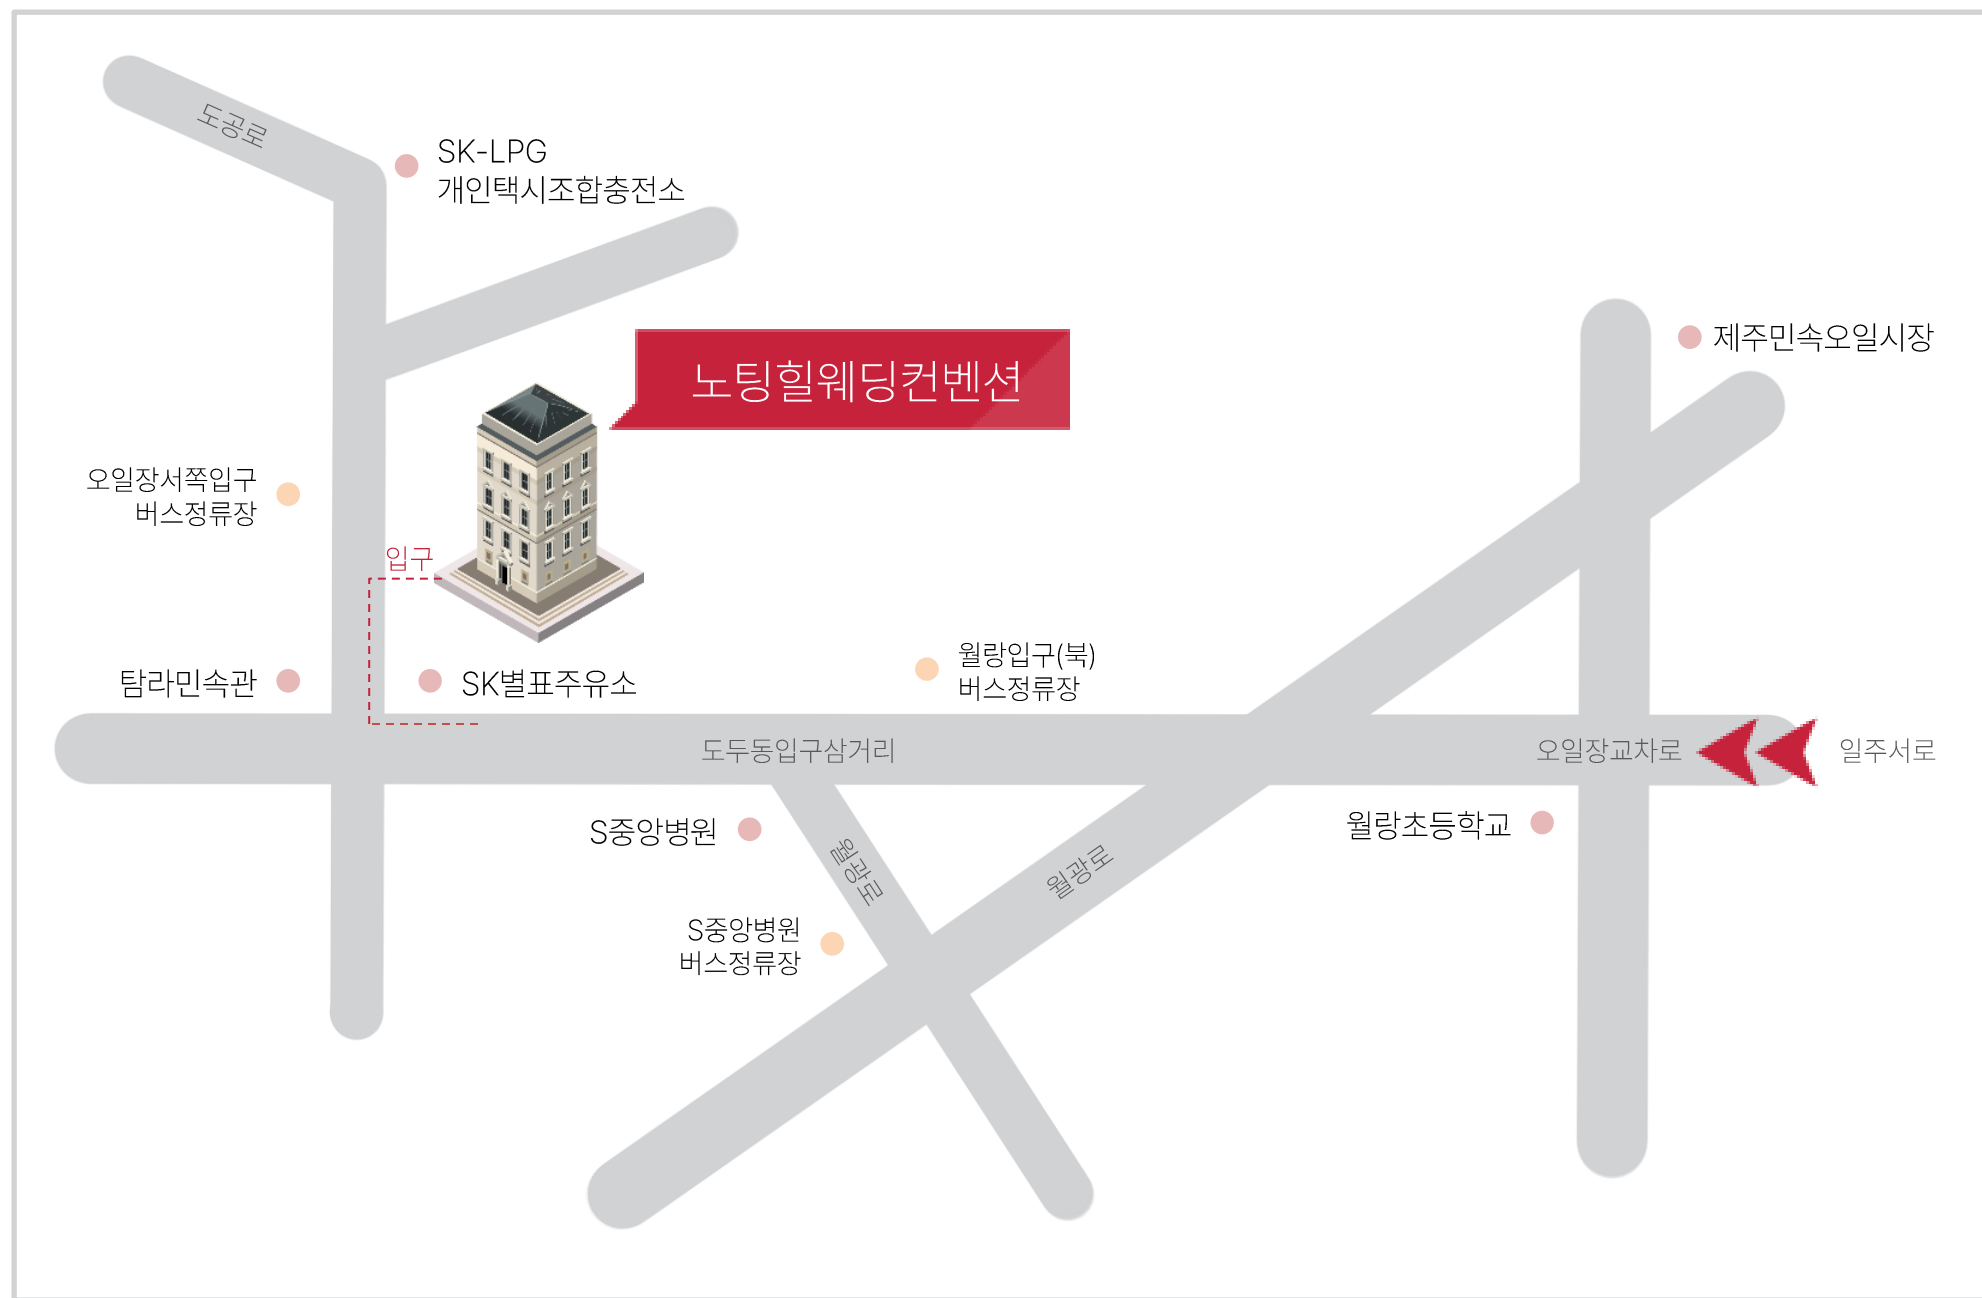 도공로
SK-LPG
개인택시조합충전소
제주민속오일시장
노팅힐웨딩컨벤션
오일장서쪽입구
버스정류장
입구
탐라민속관
SK별표주유소
월랑입구(북)
버스정류장
도두동입구삼거리
오일장교차로
일주서로
S중앙병원
월광로
월광로
월랑초등학교
S중앙병원
버스정류장